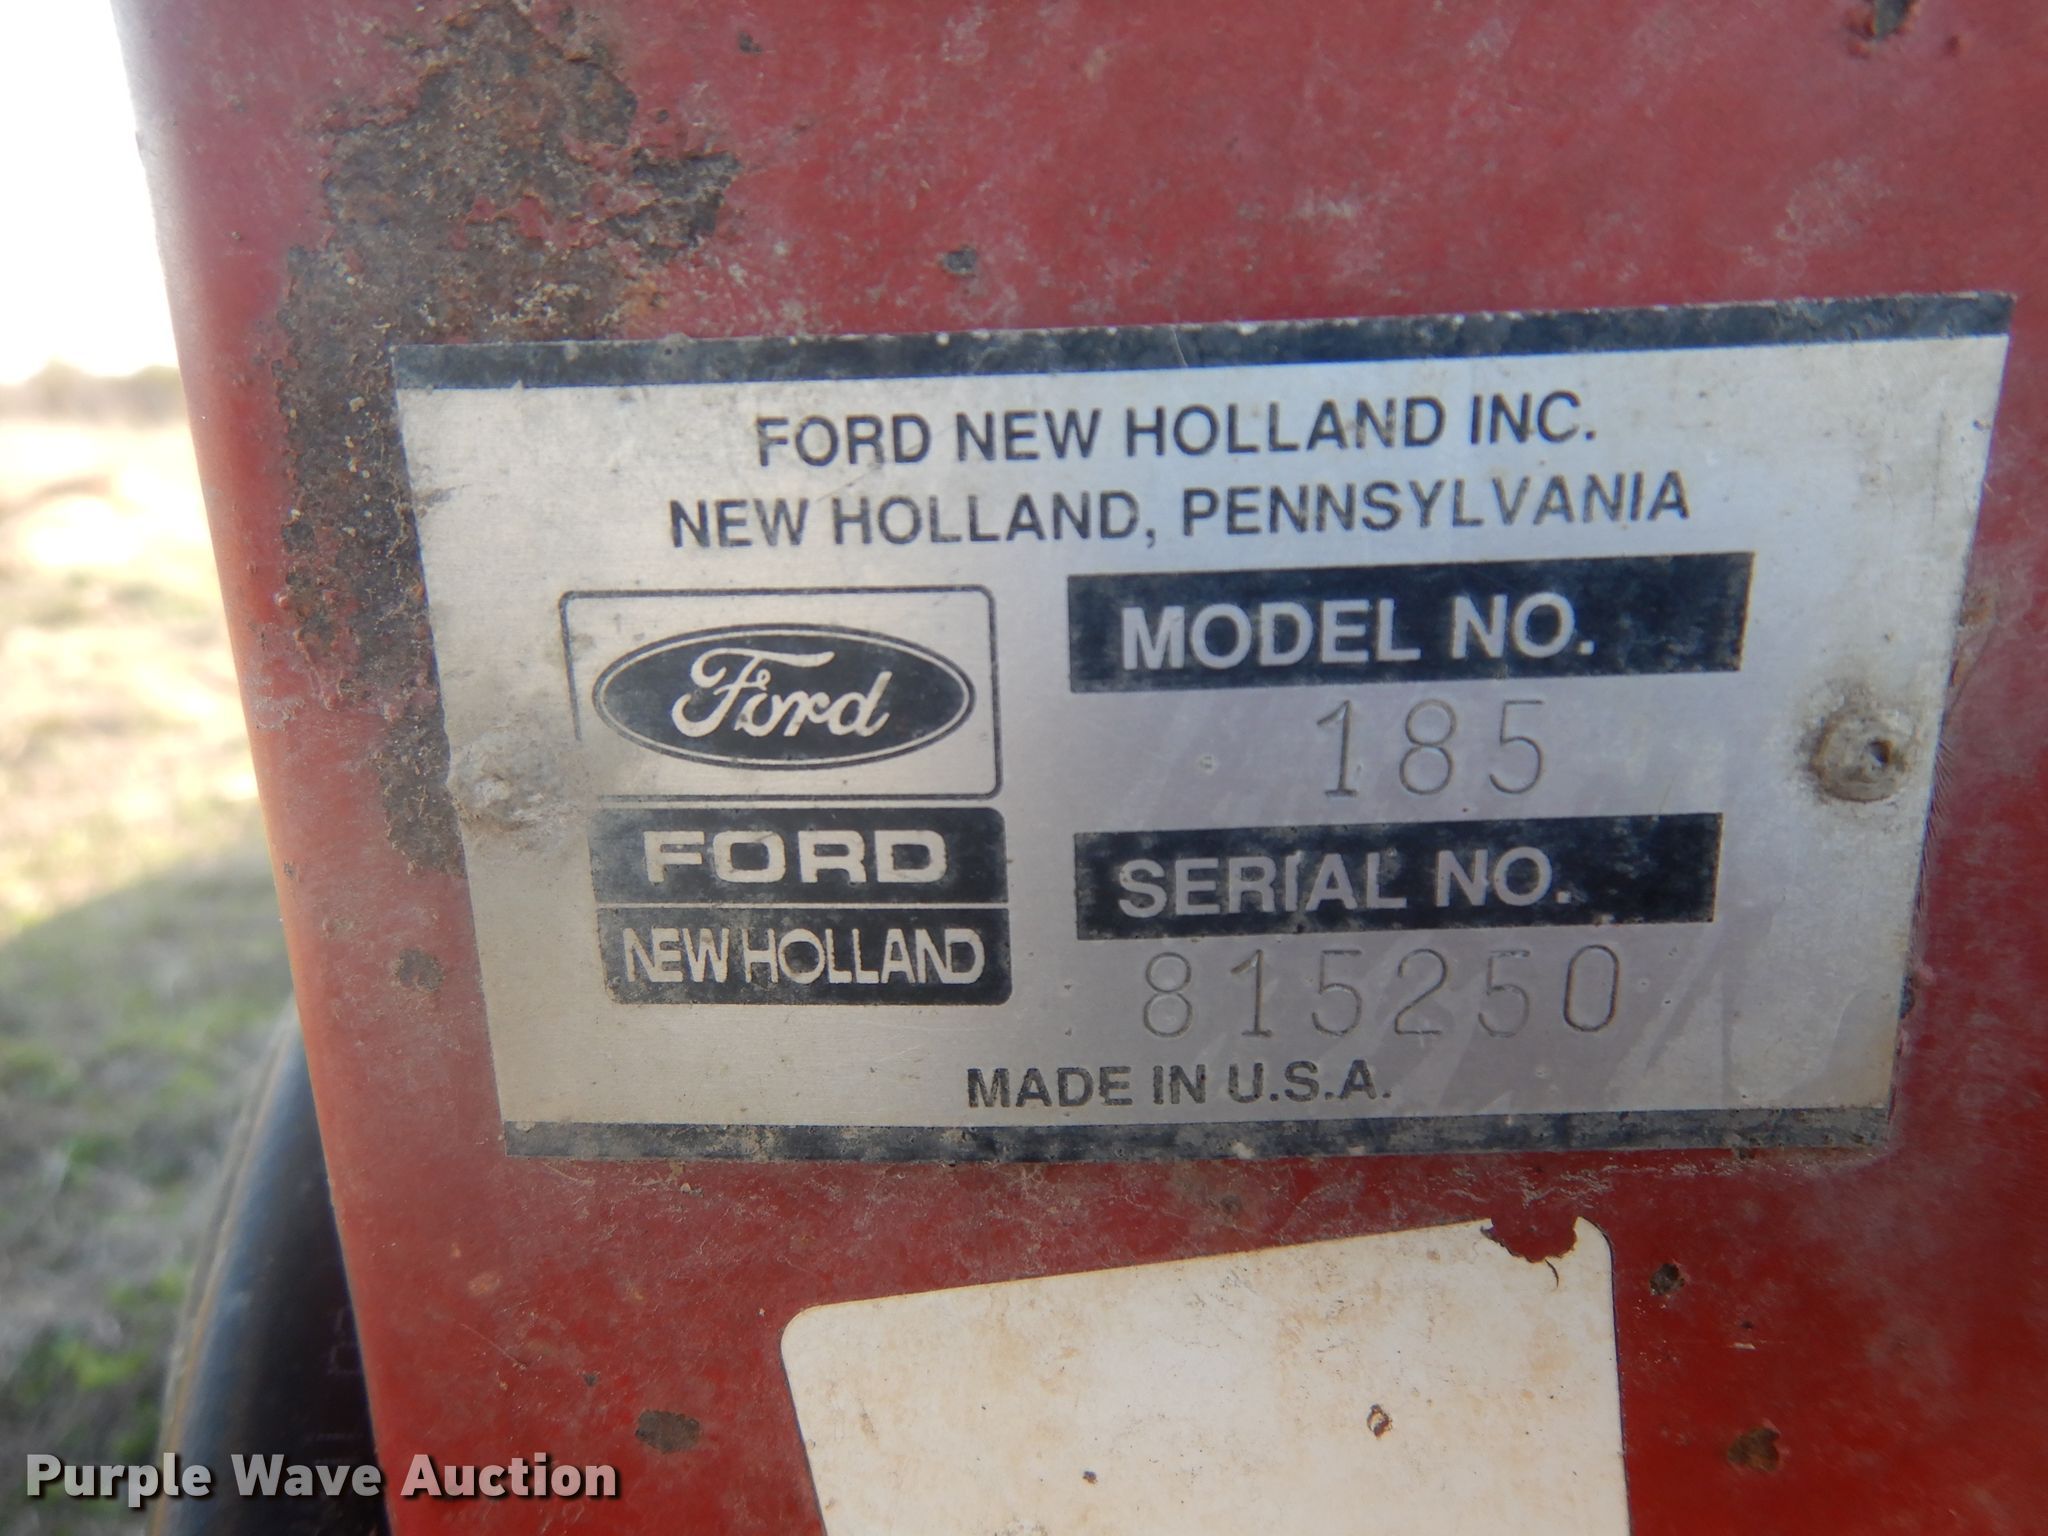 FORD NEW HOLLAND INC.
NEW HOLLAND, PENNSYLVANIA
Ford
FORD
NEW HOLLAND
MODEL NO.
185
SERIAL NO.
815250
MADE IN U.S.A.
Purple Wave Auction